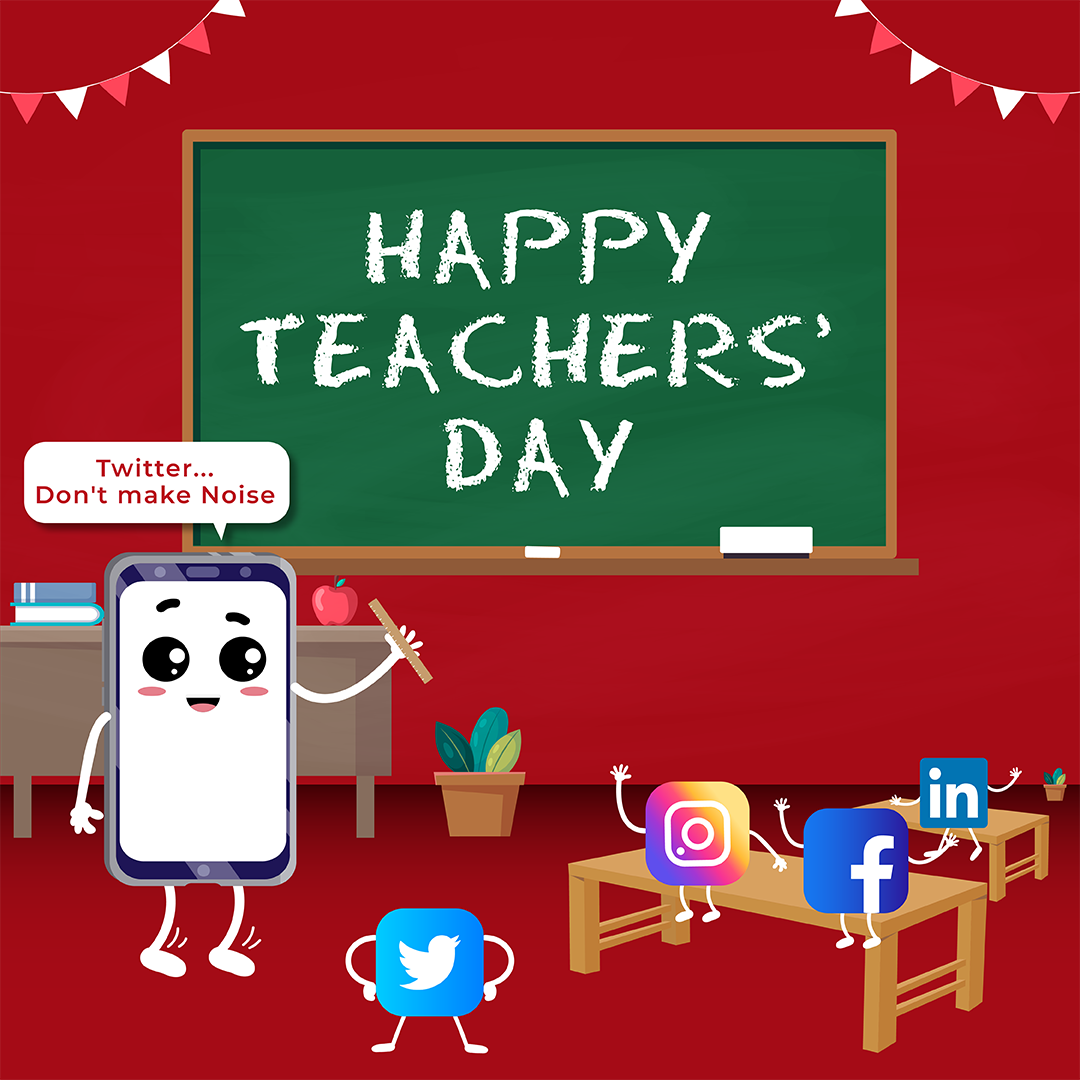 HAPPY
TEACHERS’
DAY
Twitter...
Don't make Noise
in
f